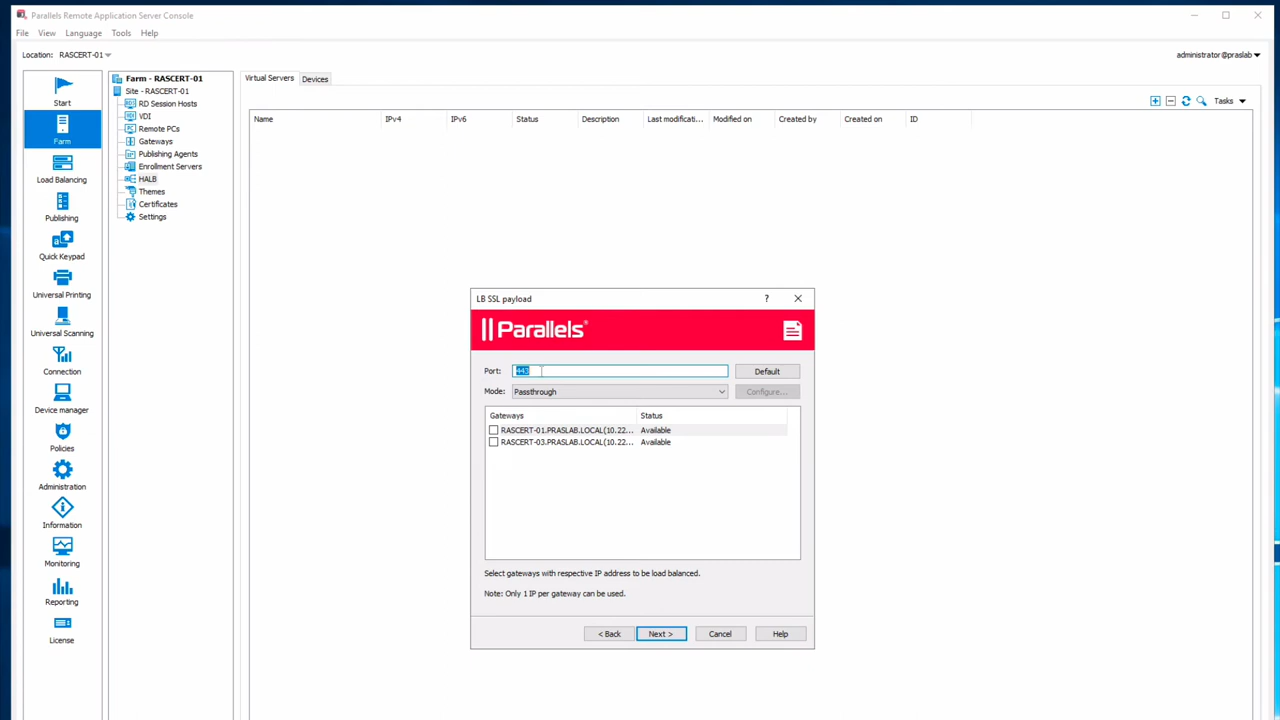 Parallels Remote Application Server Console
File View Language Tools Help
Location: RASCERT-01
administrator@praslab
Start
Farm
Load Balancing
Publishing
Quick Keypad
Universal Printing
Universal Scanning
Connection
Device manager
Policies
Administration
Information
Monitoring
Reporting
License
Farm - RASCERT-01
Site - RASCERT-01
RD Session Hosts
VDI
Remote PCs
Gateways
Publishing Agents
Enrollment Servers
HALB
Themes
Certificates
Settings
Virtual Servers Devices
Tasks
Name IPv4 IPv6 Status Description Last modificati... Modified on Created by Created on ID
LB SSL payload ?
Parallels®
Port: 443 Default
Mode: Passthrough Configure...
Gateways Status
RASCERT-01.PRASLAB.LOCAL(10.22... Available
RASCERT-03.PRASLAB.LOCAL(10.22... Available
Select gateways with respective IP address to be load balanced.
Note: Only 1 IP per gateway can be used.
< Back Next > Cancel Help